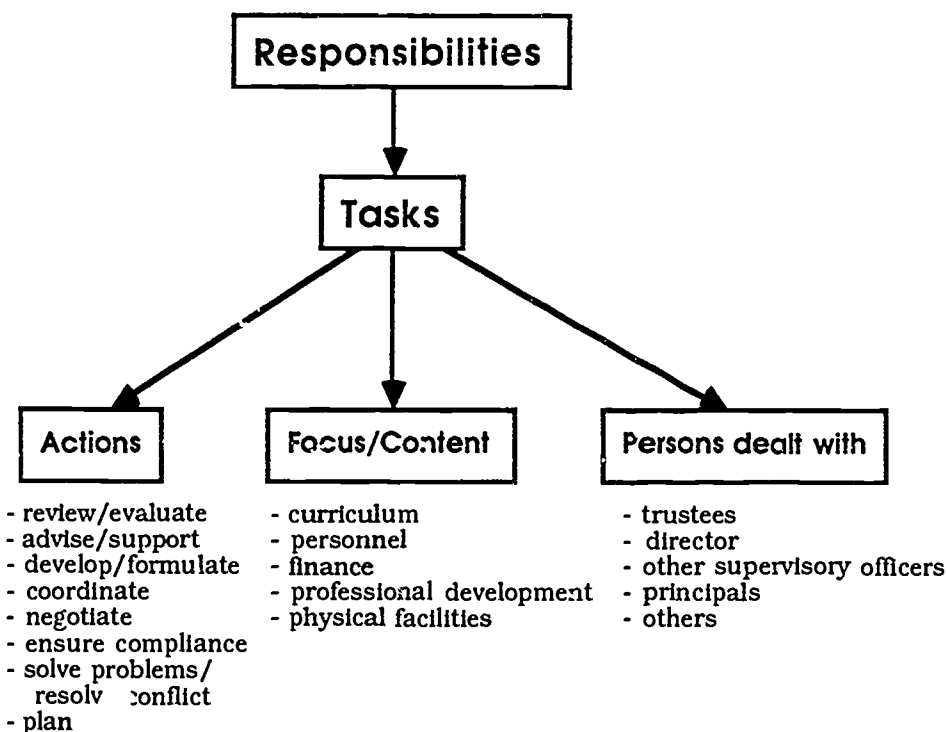 Responsibilities
Tasks
Actions
- review/evaluate
- advise/support
- develop/formulate
- coordinate
- negotiate
- ensure compliance
- solve problems/
resolv conflict
- plan
Focus/Content
- curriculum
- personnel
- finance
- professional development
- physical facilities
Persons dealt with
- trustees
- director
- other supervisory officers
- principals
- others